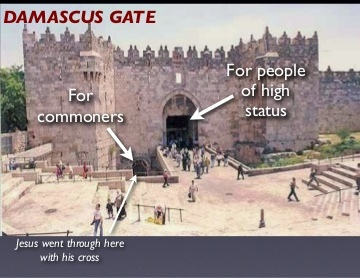 DAMASCUS GATE
For people
of high
status
For
commoners
Jesus went through here
with his cross